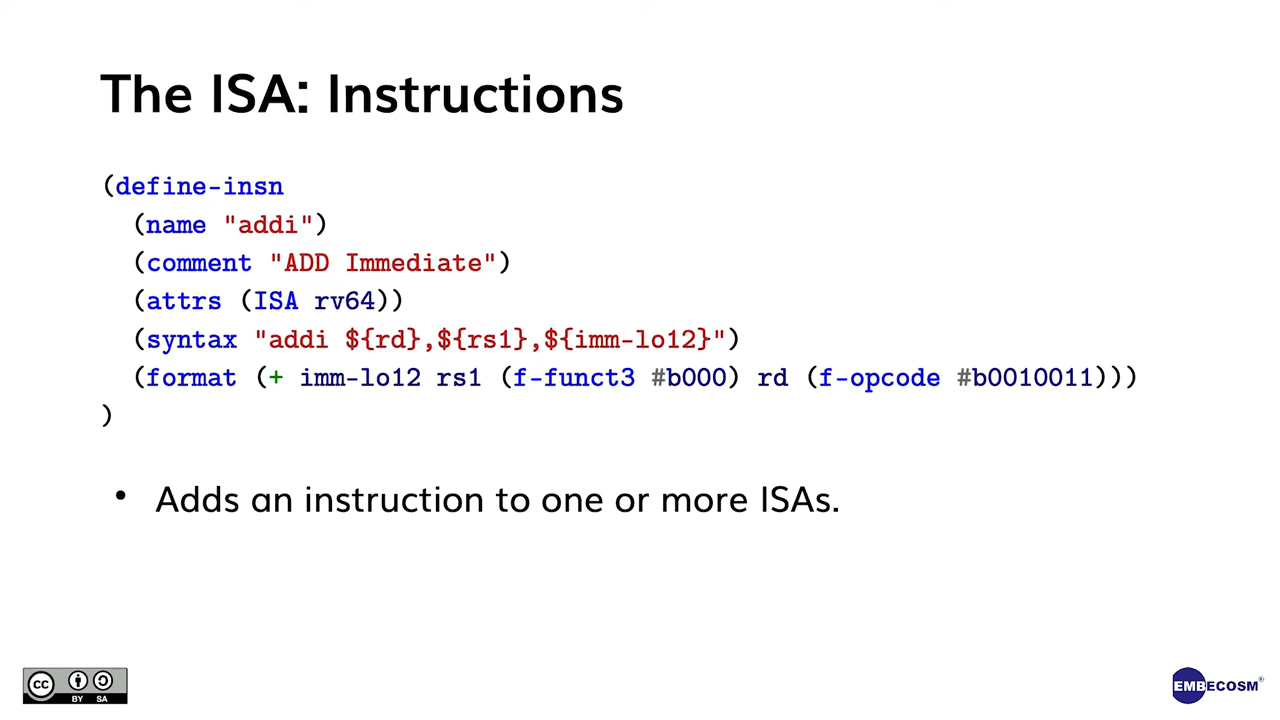 The ISA: Instructions
(define-insn
(name "addi")
(comment "ADD Immediate")
(attrs (ISA rv64))
(syntax "addi ${rd},${rs1},${imm-lo12}")
(format (+ imm-lo12 rs1 (f-funct3 #b000) rd (f-opcode #b0010011)))
)
• Adds an instruction to one or more ISAs.
cc BY SA
EMBECOSM®